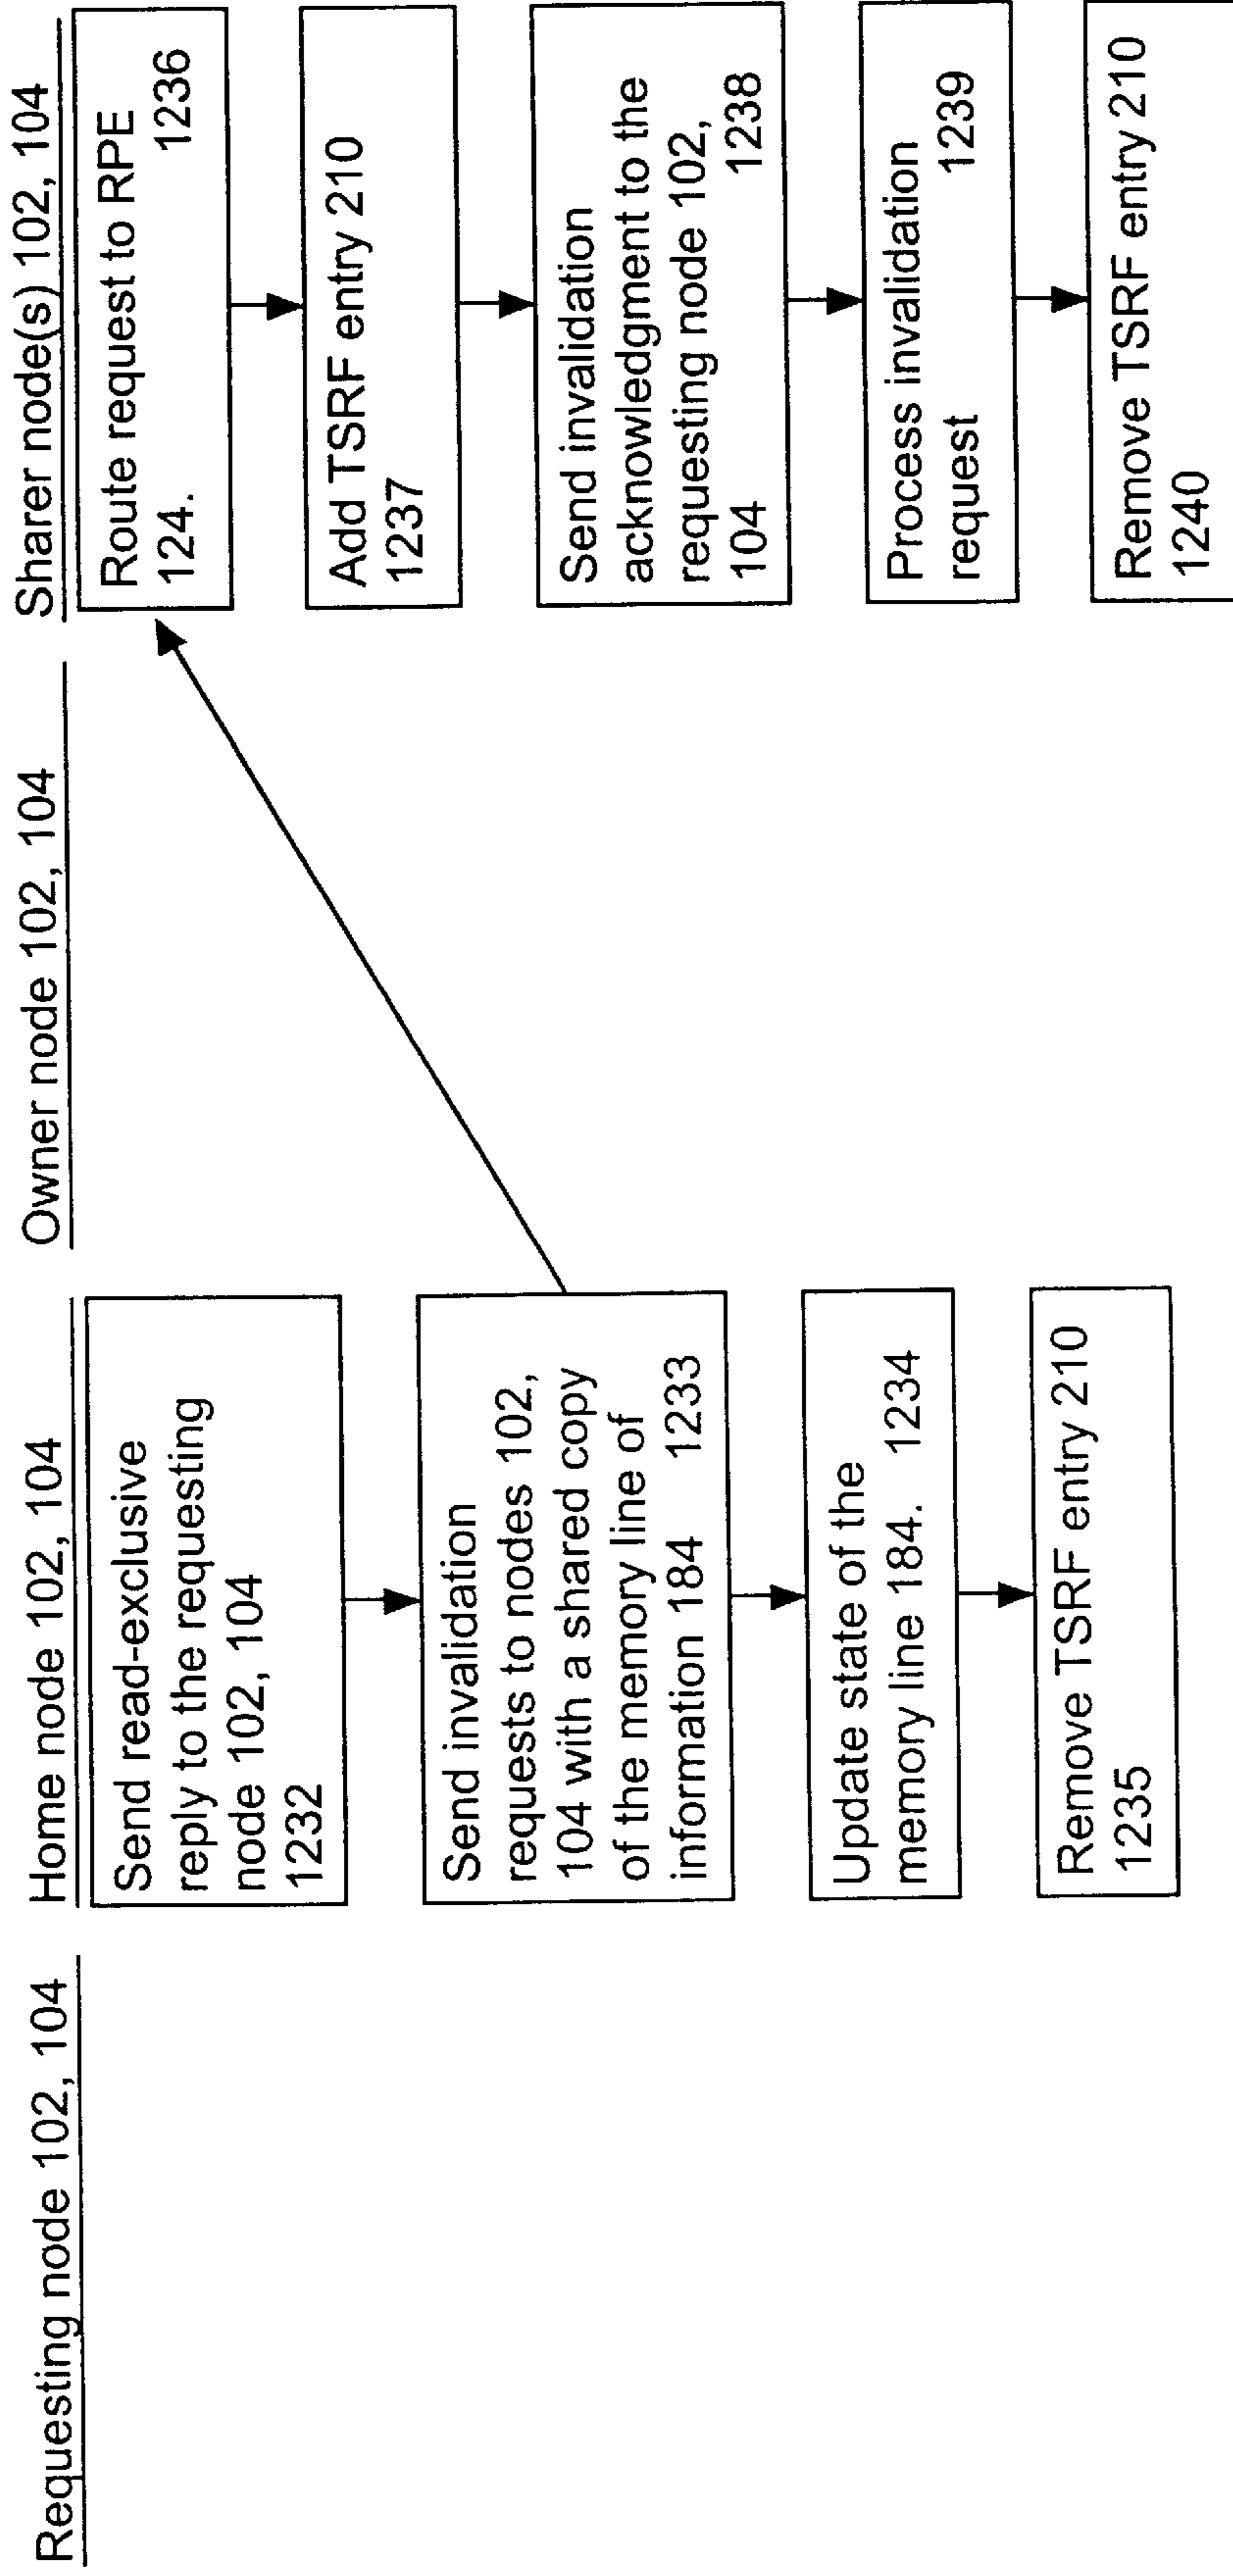 Requesting node 102, 104
Home node 102, 104
Owner node 102, 104
Sharer node(s) 102, 104
Send read-exclusive
reply to the requesting
node 102, 104
1232
Send invalidation
requests to nodes 102,
104 with a shared copy
of the memory line of
information 184 1233
Update state of the
memory line 184. 1234
Remove TSRF entry 210
1235
Route request to RPE
124. 1236
Add TSRF entry 210
1237
Send invalidation
acknowledgment to the
requesting node 102,
104 1238
Process invalidation
request 1239
Remove TSRF entry 210
1240